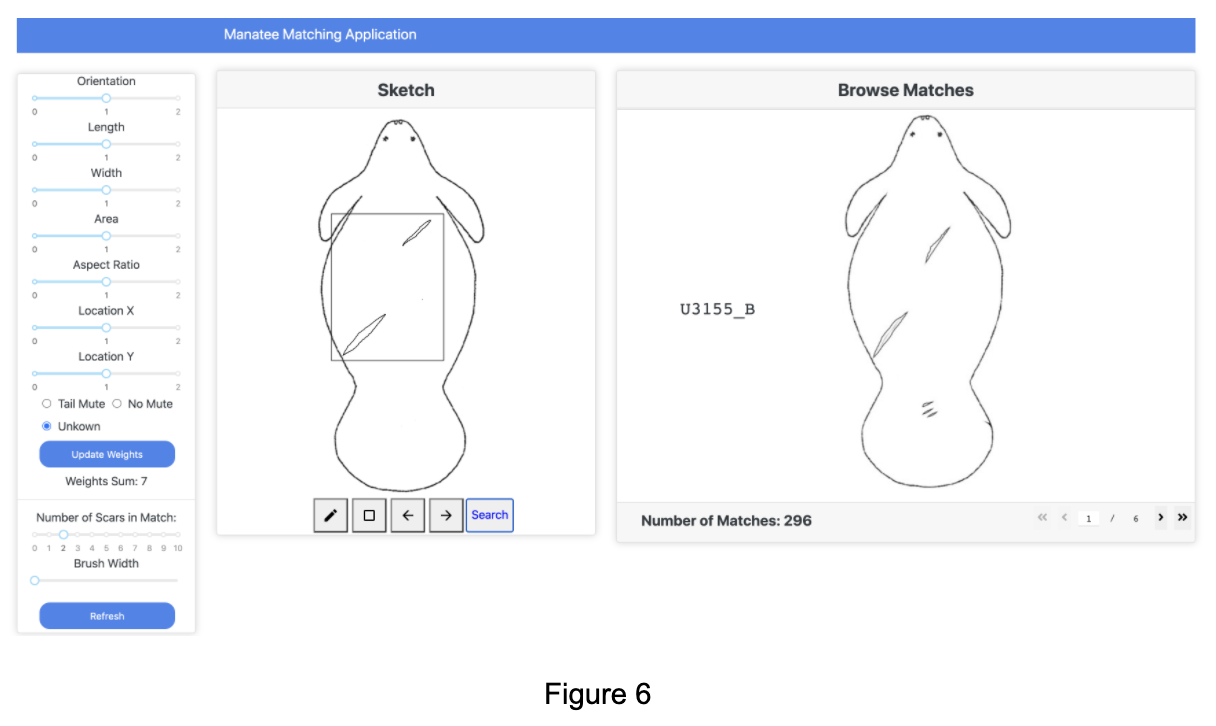 Manatee Matching Application
Orientation
0 1 2
Length
0 1 2
Width
0 1 2
Area
0 1 2
Aspect Ratio
0 1 2
Location X
0 1 2
Location Y
0 1 2
Tail Mute No Mute
Unkown
Update Weights
Weights Sum: 7
Number of Scars in Match:
0 1 2 3 4 5 6 7 8 9 10
Brush Width
Refresh
Sketch
Search
Browse Matches
U3155_B
Number of Matches: 296
« < 1 / 6 > »
Figure 6